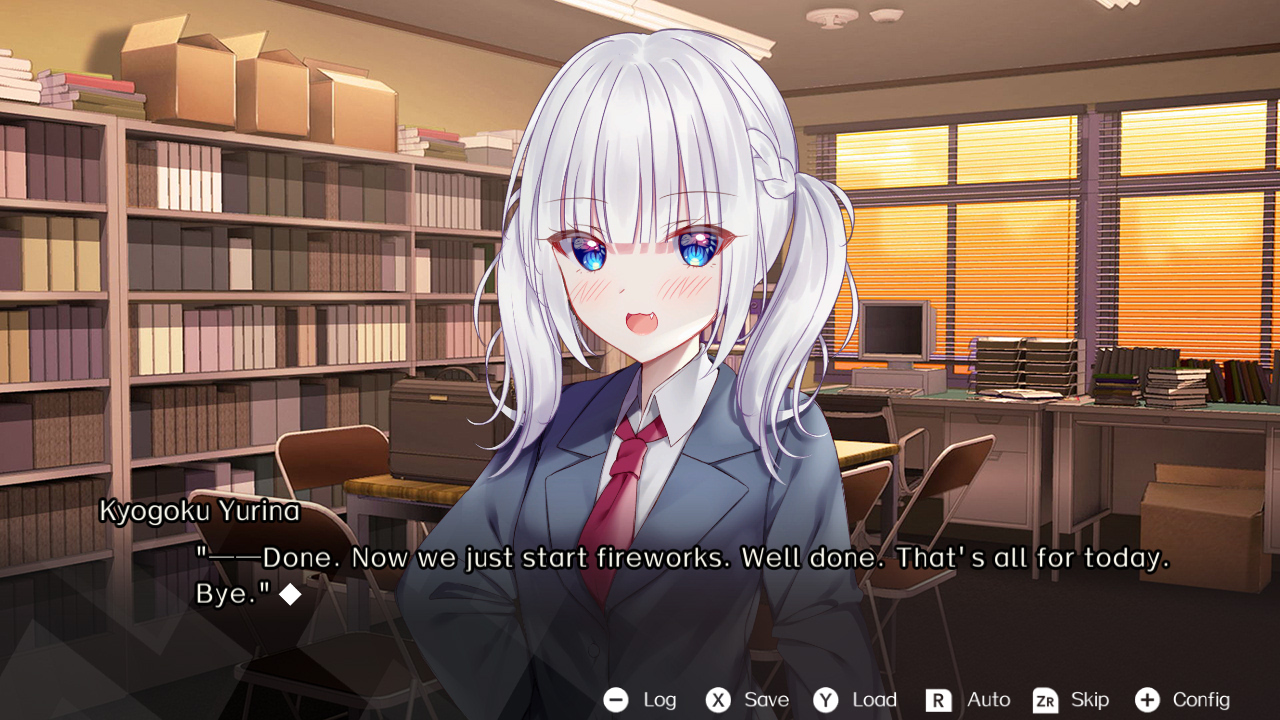 Kyogoku Yurina
"——Done. Now we just start fireworks. Well done. That's all for today.
Bye."
Log X Save Y Load R Auto ZR Skip Config